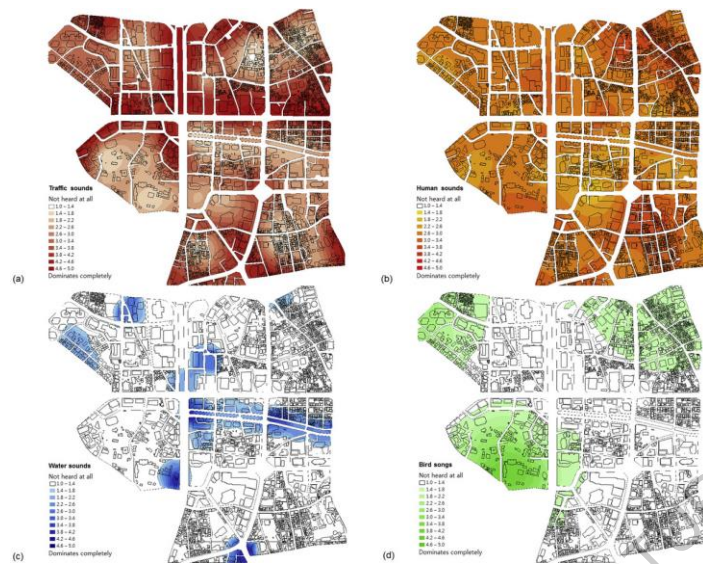 Traffic sounds
Not heard at all
1.0 – 1.4
1.4 – 1.8
1.8 – 2.2
2.2 – 2.6
2.6 – 3.0
3.0 – 3.4
3.4 – 3.8
3.8 – 4.2
4.2 – 4.6
4.6 – 5.0
Dominates completely
(a)
Human sounds
Not heard at all
1.0 – 1.4
1.4 – 1.8
1.8 – 2.2
2.2 – 2.6
2.6 – 3.0
3.0 – 3.4
3.4 – 3.8
3.8 – 4.2
4.2 – 4.6
4.6 – 5.0
Dominates completely
(b)
Water sounds
Not heard at all
1.0 – 1.4
1.4 – 1.8
1.8 – 2.2
2.2 – 2.6
2.6 – 3.0
3.0 – 3.4
3.4 – 3.8
3.8 – 4.2
4.2 – 4.6
4.6 – 5.0
Dominates completely
(c)
Bird songs
Not heard at all
1.0 – 1.4
1.4 – 1.8
1.8 – 2.2
2.2 – 2.6
2.6 – 3.0
3.0 – 3.4
3.4 – 3.8
3.8 – 4.2
4.2 – 4.6
4.6 – 5.0
Dominates completely
(d)